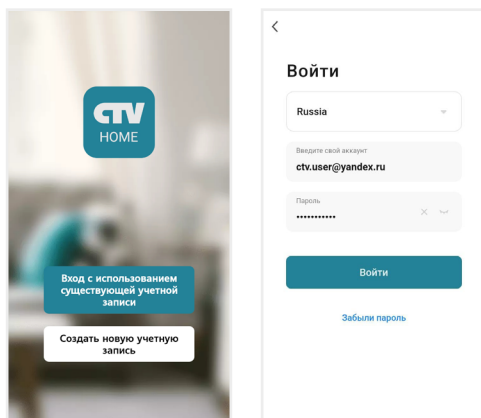 CTV
HOME
Вход с использованием
существующей учетной
записи
Создать новую учетную
запись
Войти
Russia
Введите свой аккаунт
ctv.user@yandex.ru
Пароль
•••••••••••
Войти
Забыли пароль